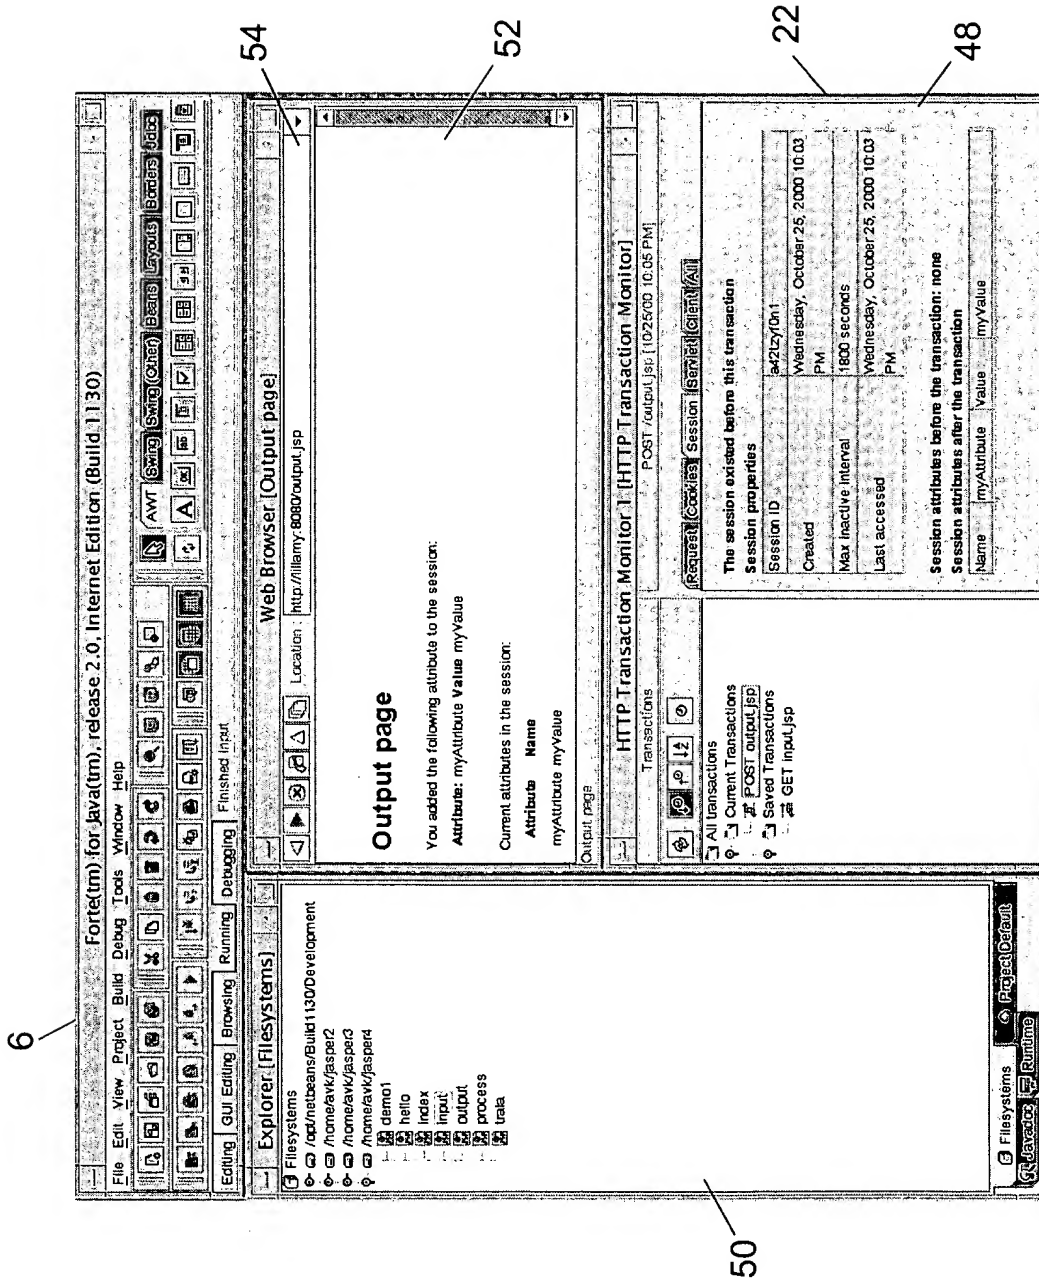 6
Forte(tm) for Java(tm), release 2.0, Internet Edition (Build 1130)
File Edit View Project Build Debug Tools Window Help
AWT Swing Swing (Other) Beans Layouts Borders
Editing GUI Editing Browsing Running Debugging Finished Input
Explorer [Filesystems]
Filesystems
/opt/netbeans/Build1130/Development
/home/avk/jasper2
/home/avk/jasper3
/home/avk/jasper4
demo1
hello
index
input
output
process
trata
Filesystems Project Default
Javadoc Runtime
50
Web Browser [Output page]
Location: http://lillamy:8080/output.jsp
54
Output page
You added the following attribute to the session:
Attribute: myAttribute Value myValue
Current attributes in the session:
Attribute Name
myAttribute myValue
Output page
52
HTTP Transaction Monitor 1 [HTTP Transaction Monitor]
Transactions
All transactions
Current Transactions
POST output.jsp
Saved Transactions
GET input.jsp
POST /output.jsp [10/25/00 10:05 PM]
Request Cookies Session Servlet Client All
The session existed before this transaction
Session properties
Session ID a42tzyf0n1
Created Wednesday, October 25, 2000 10:03 PM
Max Inactive Interval 1800 seconds
Last accessed Wednesday, October 25, 2000 10:03 PM
Session attributes before the transaction: none
Session attributes after the transaction
Name myAttribute Value myValue
22
48